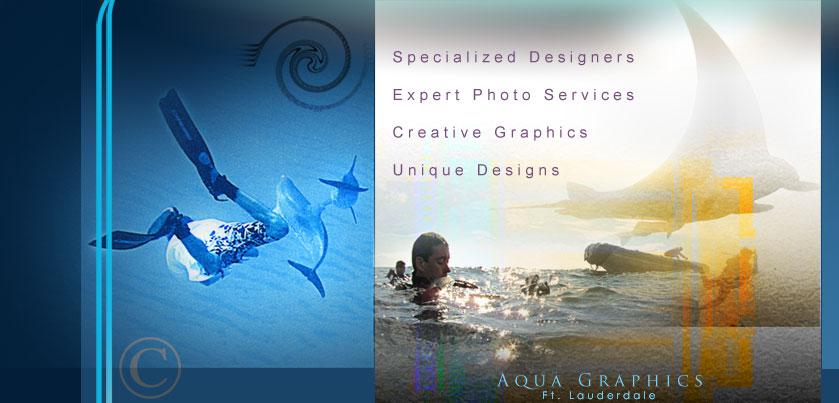 Specialized Designers
Expert Photo Services
Creative Graphics
Unique Designs
©
AQUA GRAPHICS
Ft. Lauderdale